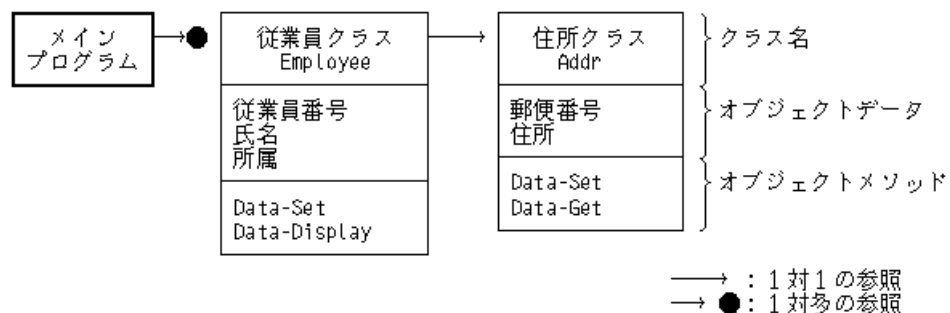 メイン
プログラム
従業員クラス
Employee
従業員番号
氏名
所属
Data-Set
Data-Display
住所クラス
Addr
郵便番号
住所
Data-Set
Data-Get
クラス名
オブジェクトデータ
オブジェクトメソッド
：1対1の参照
：1対多の参照